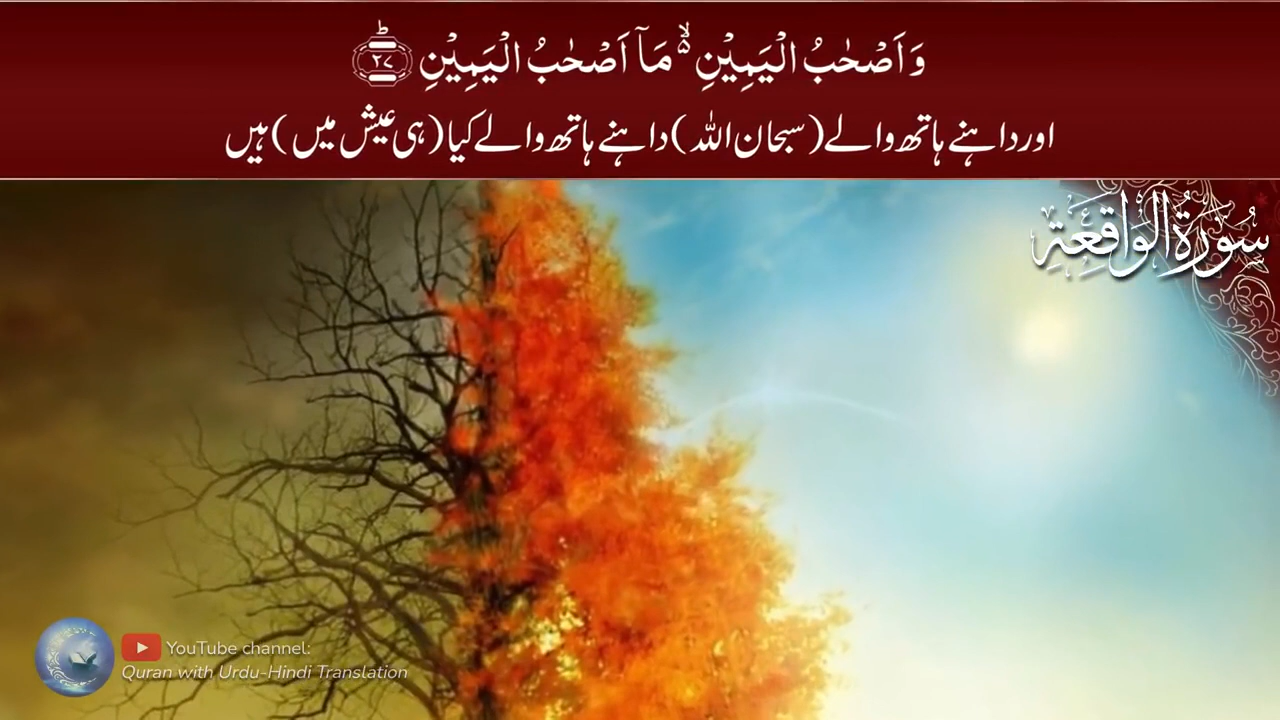 وَاَصْحٰبُ الْيَمِيْنِ ۙ۬ مَاۤ اَصْحٰبُ الْيَمِيْنِ ؕ‏ ﴿۲۷﴾
اور داہنے ہاتھ والے (سبحان اللہ) داہنے ہاتھ والے کیا (ہی عیش میں) ہیں
سُوْرَةُ الْوَاقِعَةِ
YouTube channel:
Quran with Urdu-Hindi Translation